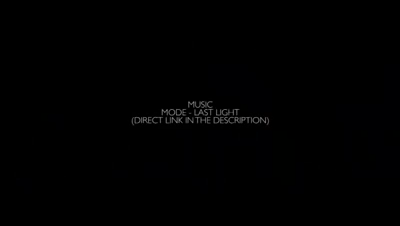 MUSIC
MODE - LAST LIGHT
(DIRECT LINK IN THE DESCRIPTION)